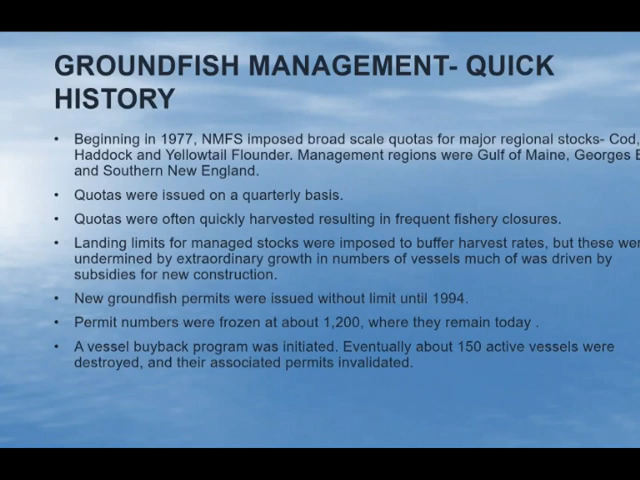 GROUNDFISH MANAGEMENT- QUICK
HISTORY
• Beginning in 1977, NMFS imposed broad scale quotas for major regional stocks- Cod,
Haddock and Yellowtail Flounder. Management regions were Gulf of Maine, Georges
and Southern New England.
• Quotas were issued on a quarterly basis.
• Quotas were often quickly harvested resulting in frequent fishery closures.
• Landing limits for managed stocks were imposed to buffer harvest rates, but these
undermined by extraordinary growth in numbers of vessels much of was driven by
subsidies for new construction.
• New groundfish permits were issued without limit until 1994.
• Permit numbers were frozen at about 1,200, where they remain today .
• A vessel buyback program was initiated. Eventually about 150 active vessels were
destroyed, and their associated permits invalidated.